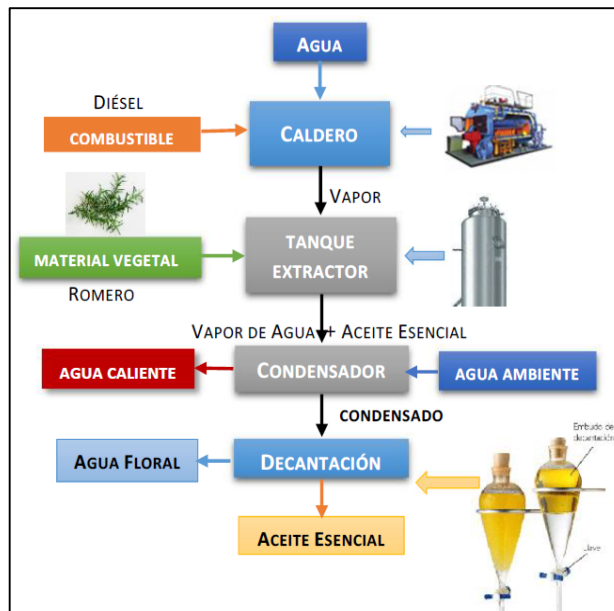 AGUA
DIÉSEL
COMBUSTIBLE
CALDERO
VAPOR
MATERIAL VEGETAL
TANQUE
EXTRACTOR
ROMERO
VAPOR DE AGUA + ACEITE ESENCIAL
AGUA CALIENTE
CONDENSADOR
AGUA AMBIENTE
CONDENSADO
AGUA FLORAL
DECANTACIÓN
Embudo de
decantación
ACEITE ESENCIAL
Llave